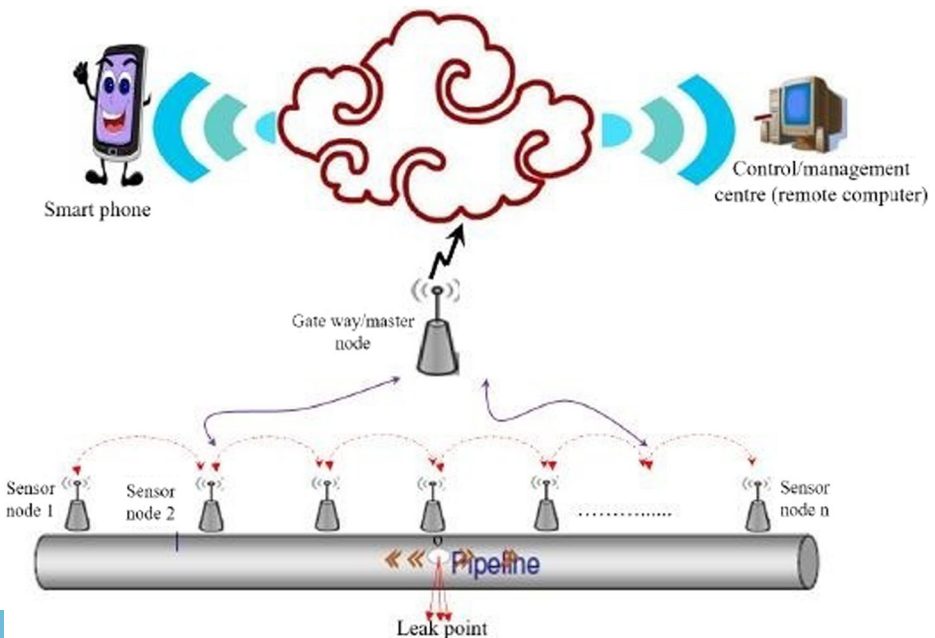 Smart phone
Control/management
centre (remote computer)
Gate way/master
node
Sensor
node 1
Sensor
node 2
Sensor
node n
Pipeline
Leak point